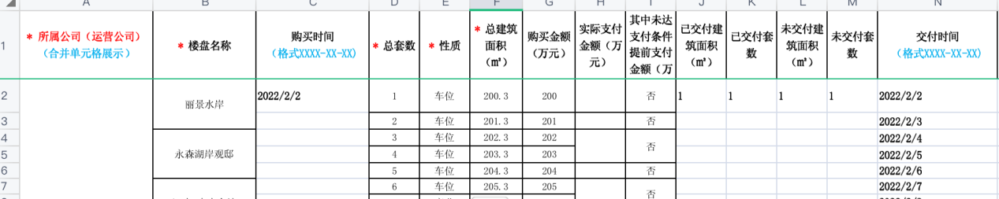 A B C D E F G H I J K L M N
1
* 所属公司（运营公司）
（合并单元格展示）
* 楼盘名称
购买时间
（格式XXXX-XX-XX)
* 总套数
* 性质
* 总建筑
面积
（㎡）
购买金额
（万元）
实际支付
金额（万
元）
其中未达
支付条件
提前支付
金额（万
已交付建
筑面积
（㎡）
已交付套
数
未交付建
筑面积
（㎡）
未交付套
数
交付时间
（格式XXXX-XX-XX)
2 丽景水岸 2022/2/2 1 车位 200.3 200 否 1 1 1 1 2022/2/2
3 2 车位 201.3 201 否 2022/2/3
4 永森湖岸观邸 3 车位 202.3 202 否 2022/2/4
5 4 车位 203.3 203 2022/2/5
6 5 车位 204.3 204 否 2022/2/6
7 6 车位 205.3 205 否 2022/2/7